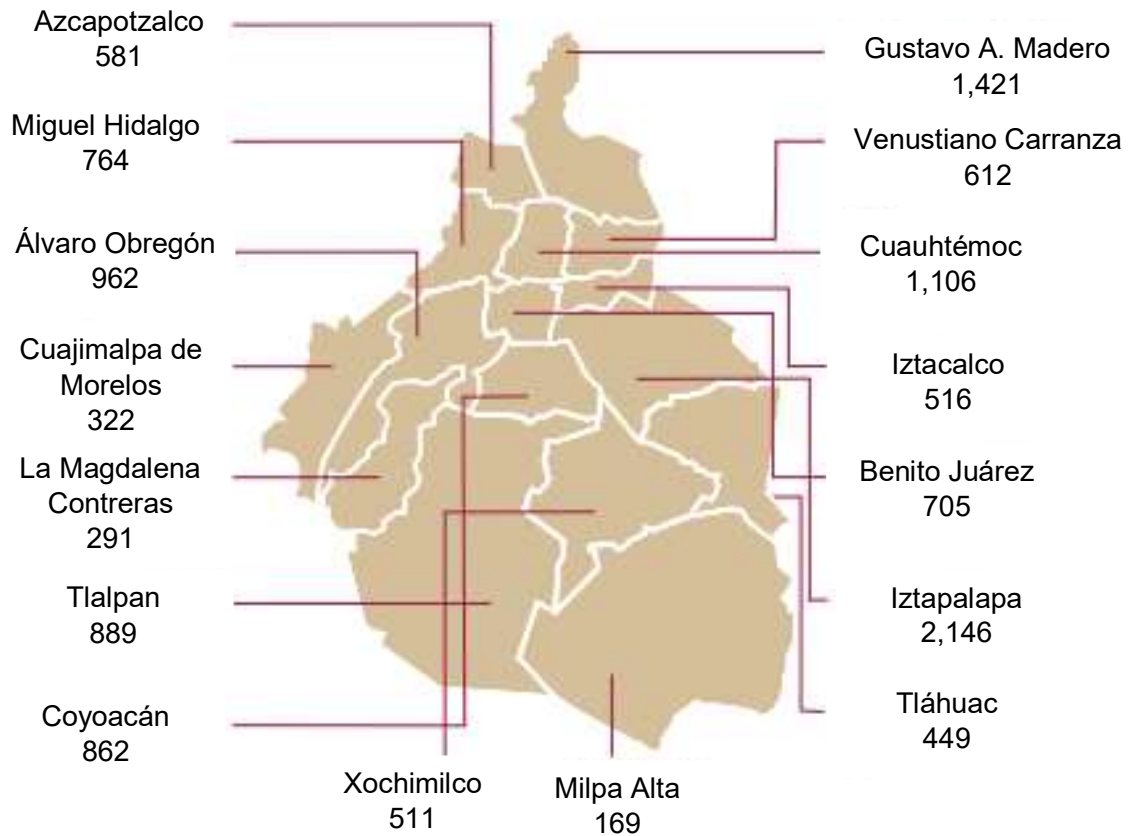 Azcapotzalco
581
Miguel Hidalgo
764
Álvaro Obregón
962
Cuajimalpa de
Morelos
322
La Magdalena
Contreras
291
Tlalpan
889
Coyoacán
862
Xochimilco
511
Milpa Alta
169
Gustavo A. Madero
1,421
Venustiano Carranza
612
Cuauhtémoc
1,106
Iztacalco
516
Benito Juárez
705
Iztapalapa
2,146
Tláhuac
449